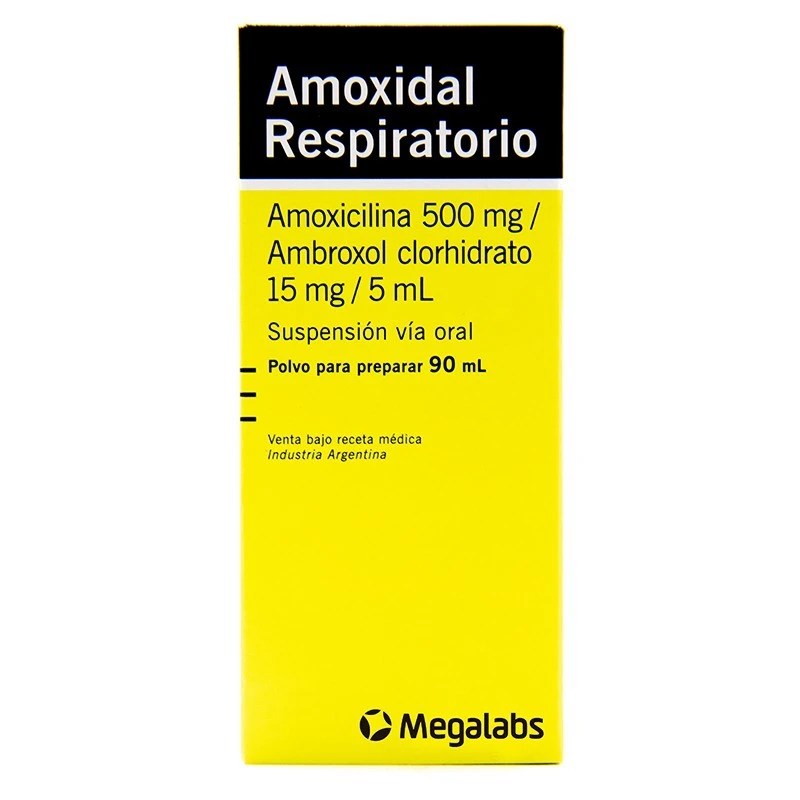 Amoxidal
Respiratorio
Amoxicilina 500 mg /
Ambroxol clorhidrato
15 mg / 5 mL
Suspensión vía oral
Polvo para preparar 90 mL
Venta bajo receta médica
Industria Argentina
Megalabs